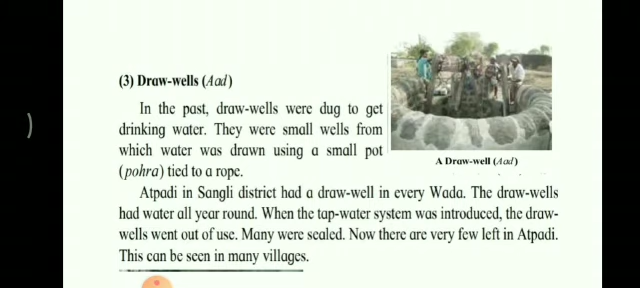 (3) Draw-wells (Aad)
In the past, draw-wells were dug to get
drinking water. They were small wells from
which water was drawn using a small pot
(pohra) tied to a rope.
A Draw-well (Aad)
Atpadi in Sangli district had a draw-well in every Wada. The draw-wells
had water all year round. When the tap-water system was introduced, the draw-
wells went out of use. Many were sealed. Now there are very few left in Atpadi.
This can be seen in many villages.